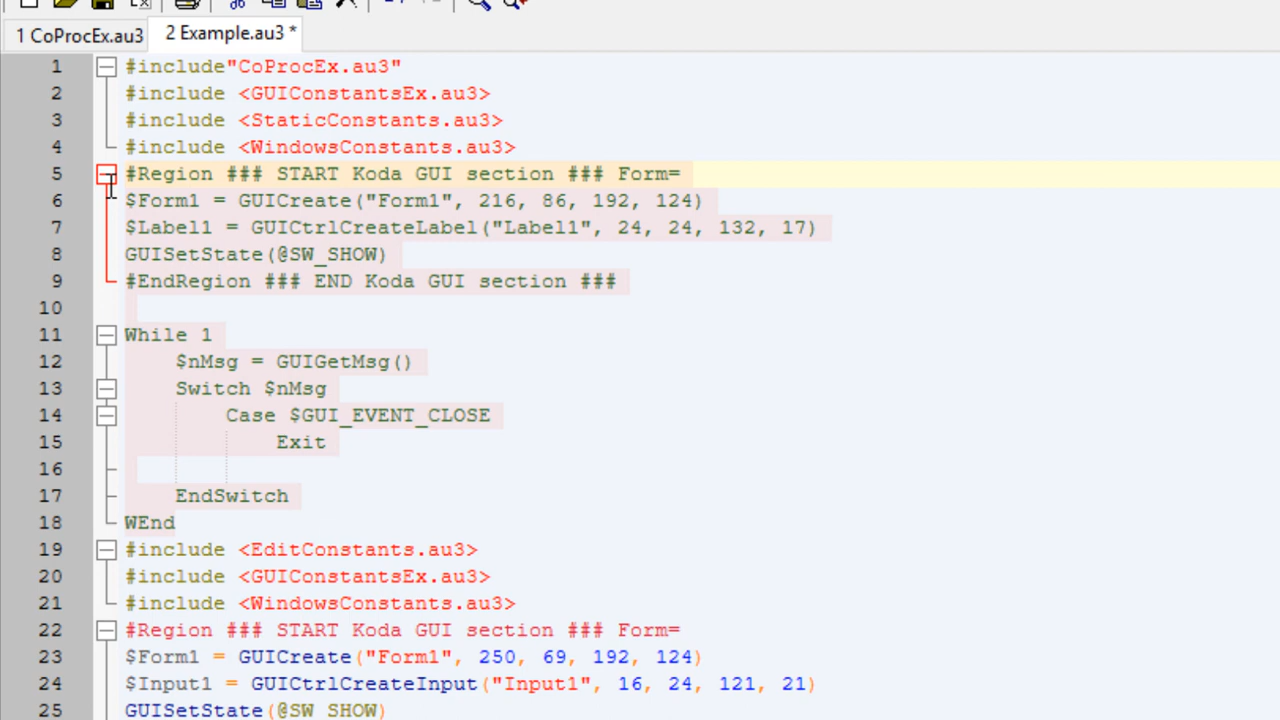 1 CoProcEx.au3 2 Example.au3 *
1 #include"CoProcEx.au3"
2 #include <GUIConstantsEx.au3>
3 #include <StaticConstants.au3>
4 #include <WindowsConstants.au3>
5 #Region ### START Koda GUI section ### Form=
6 $Form1 = GUICreate("Form1", 216, 86, 192, 124)
7 $Label1 = GUICtrlCreateLabel("Label1", 24, 24, 132, 17)
8 GUISetState(@SW_SHOW)
9 #EndRegion ### END Koda GUI section ###
10
11 While 1
12 $nMsg = GUIGetMsg()
13 Switch $nMsg
14 Case $GUI_EVENT_CLOSE
15 Exit
16
17 EndSwitch
18 WEnd
19 #include <EditConstants.au3>
20 #include <GUIConstantsEx.au3>
21 #include <WindowsConstants.au3>
22 #Region ### START Koda GUI section ### Form=
23 $Form1 = GUICreate("Form1", 250, 69, 192, 124)
24 $Input1 = GUICtrlCreateInput("Input1", 16, 24, 121, 21)
25 GUISetState(@SW_SHOW)